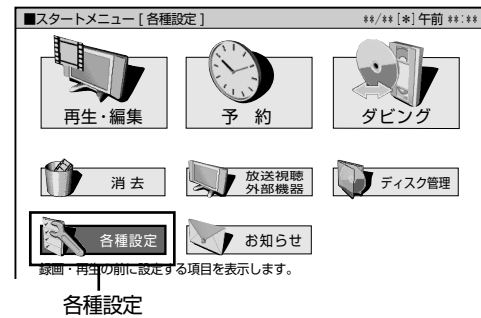 ■スタートメニュー [ 各種設定 ]
**/** [*] 午前 **:**
再生・編集
予 約
ダビング
消 去
放送視聴
外部機器
ディスク管理
各種設定
お知らせ
録画・再生の前に設定する項目を表示します。
各種設定